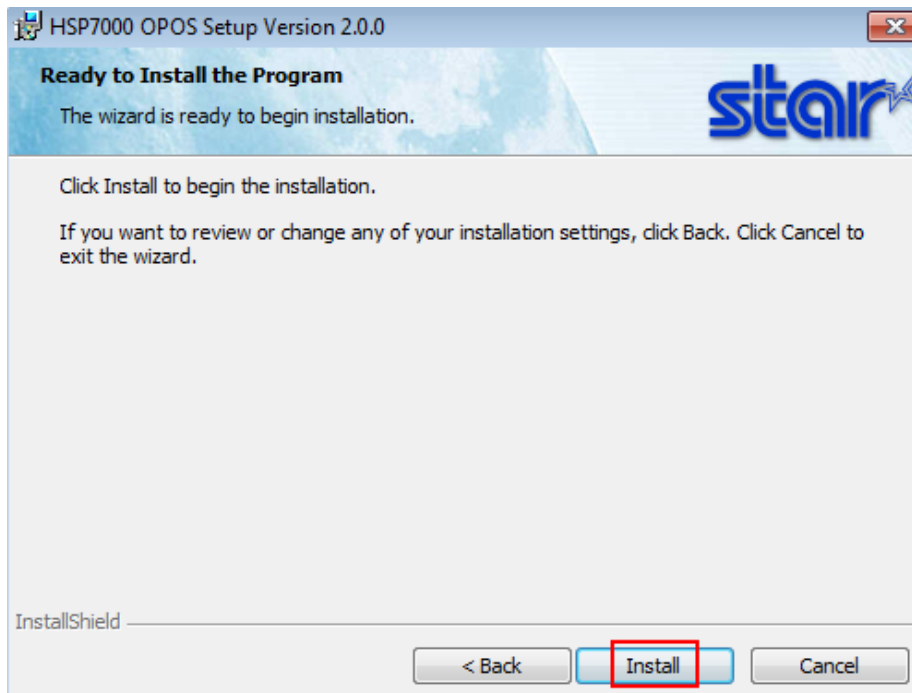 HSP7000 OPOS Setup Version 2.0.0
Ready to Install the Program
The wizard is ready to begin installation.
star
Click Install to begin the installation.
If you want to review or change any of your installation settings, click Back. Click Cancel to
exit the wizard.
InstallShield
< Back
Install
Cancel